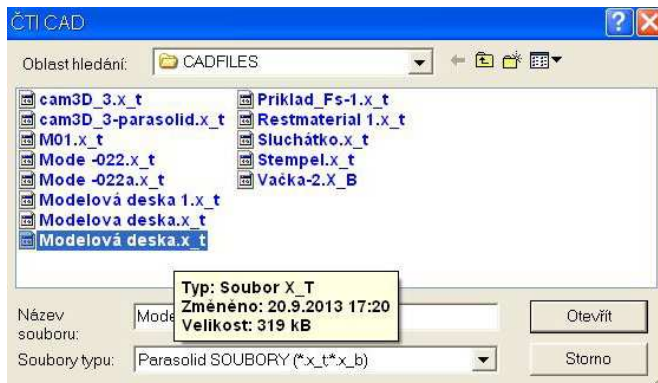 ČTI CAD
Oblast hledání: CADFILES
cam3D_3.x_t
cam3D_3-parasolid.x_t
M01.x_t
Mode -022.x_t
Mode -022a.x_t
Modelová deska 1.x_t
Modelova deska.x_t
Modelová deska.x_t
Priklad_Fs-1.x_t
Restmaterial 1.x_t
Sluchátko.x_t
Stempel.x_t
Vačka-2.X_B
Typ: Soubor X_T
Změněno: 20.9.2013 17:20
Velikost: 319 kB
Název souboru: Mode
Otevřít
Soubory typu: Parasolid SOUBORY (*.x_t*.x_b)
Storno